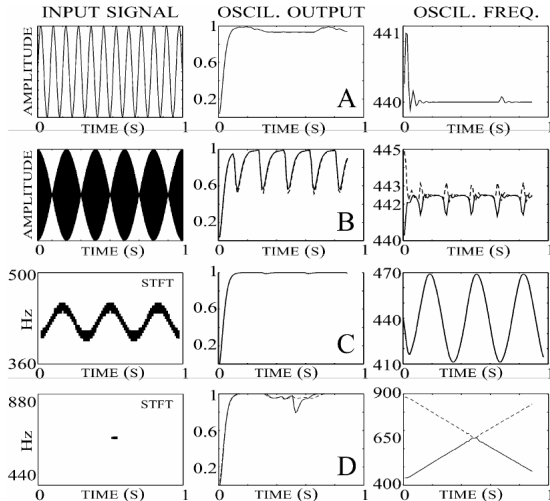 INPUT SIGNAL OSCIL. OUTPUT OSCIL. FREQ.
AMPLITUDE
1
0.6
0.2
A
441
440
0 TIME (S) 1 0 TIME (S) 1 0 TIME (S) 1
AMPLITUDE
1
0.6
0.2
0
B
445
443
442
440
0 TIME (S) 1 0 TIME (S) 1 0 TIME (S) 1
500
Hz
360
STFT
1
0.2
0
C
470
440
410
0 TIME (S) 1 0 TIME (S) 1 0 TIME (S) 1
880
Hz
440
STFT
1
0.6
0.2
0
D
900
650
400
0 TIME (S) 1 0 TIME (S) 1 0 TIME (S) 1